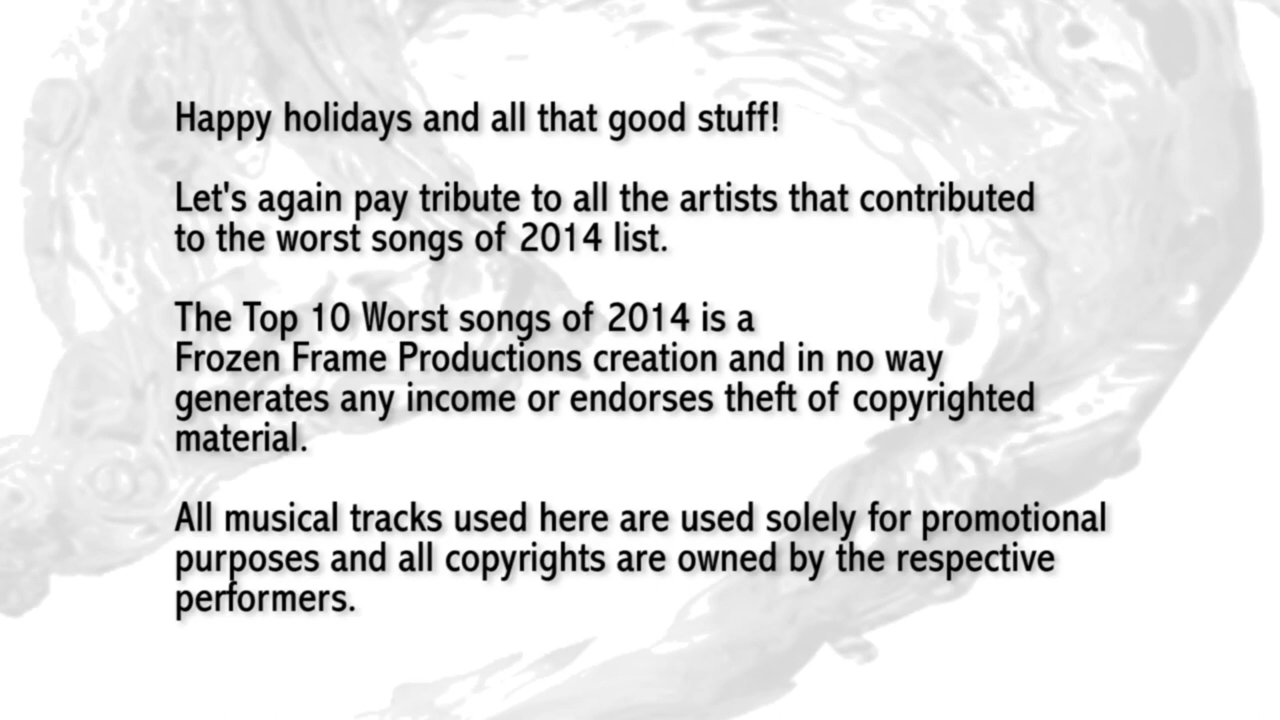 Happy holidays and all that good stuff!
Let's again pay tribute to all the artists that contributed
to the worst songs of 2014 list.
The Top 10 Worst songs of 2014 is a
Frozen Frame Productions creation and in no way
generates any income or endorses theft of copyrighted
material.
All musical tracks used here are used solely for promotional
purposes and all copyrights are owned by the respective
performers.